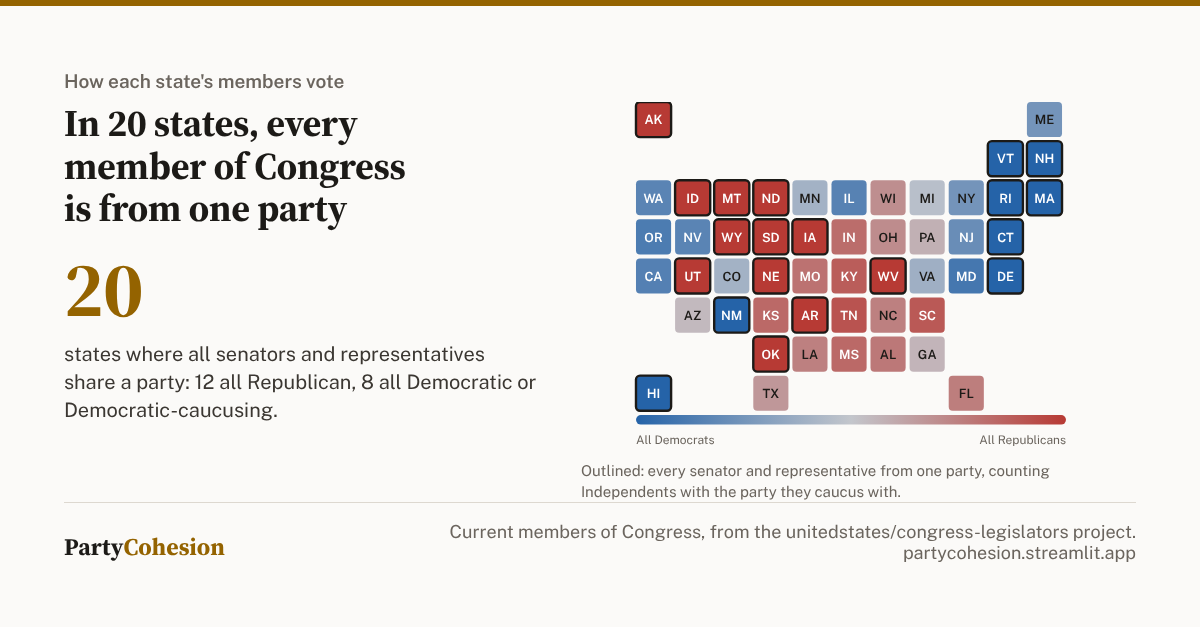 How each state's members vote
In 20 states, every
member of Congress
is from one party
20
states where all senators and representatives
share a party: 12 all Republican, 8 all Democratic or
Democratic-caucusing.
AK ME
VT NH
WA ID MT ND MN IL WI MI NY RI MA
OR NV WY SD IA IN OH PA NJ CT
CA UT CO NE MO KY WV VA MD DE
AZ NM KS AR TN NC SC
OK LA MS AL GA
HI TX FL
All Democrats All Republicans
Outlined: every senator and representative from one party, counting
Independents with the party they caucus with.
PartyCohesion
Current members of Congress, from the unitedstates/congress-legislators project.
partycohesion.streamlit.app